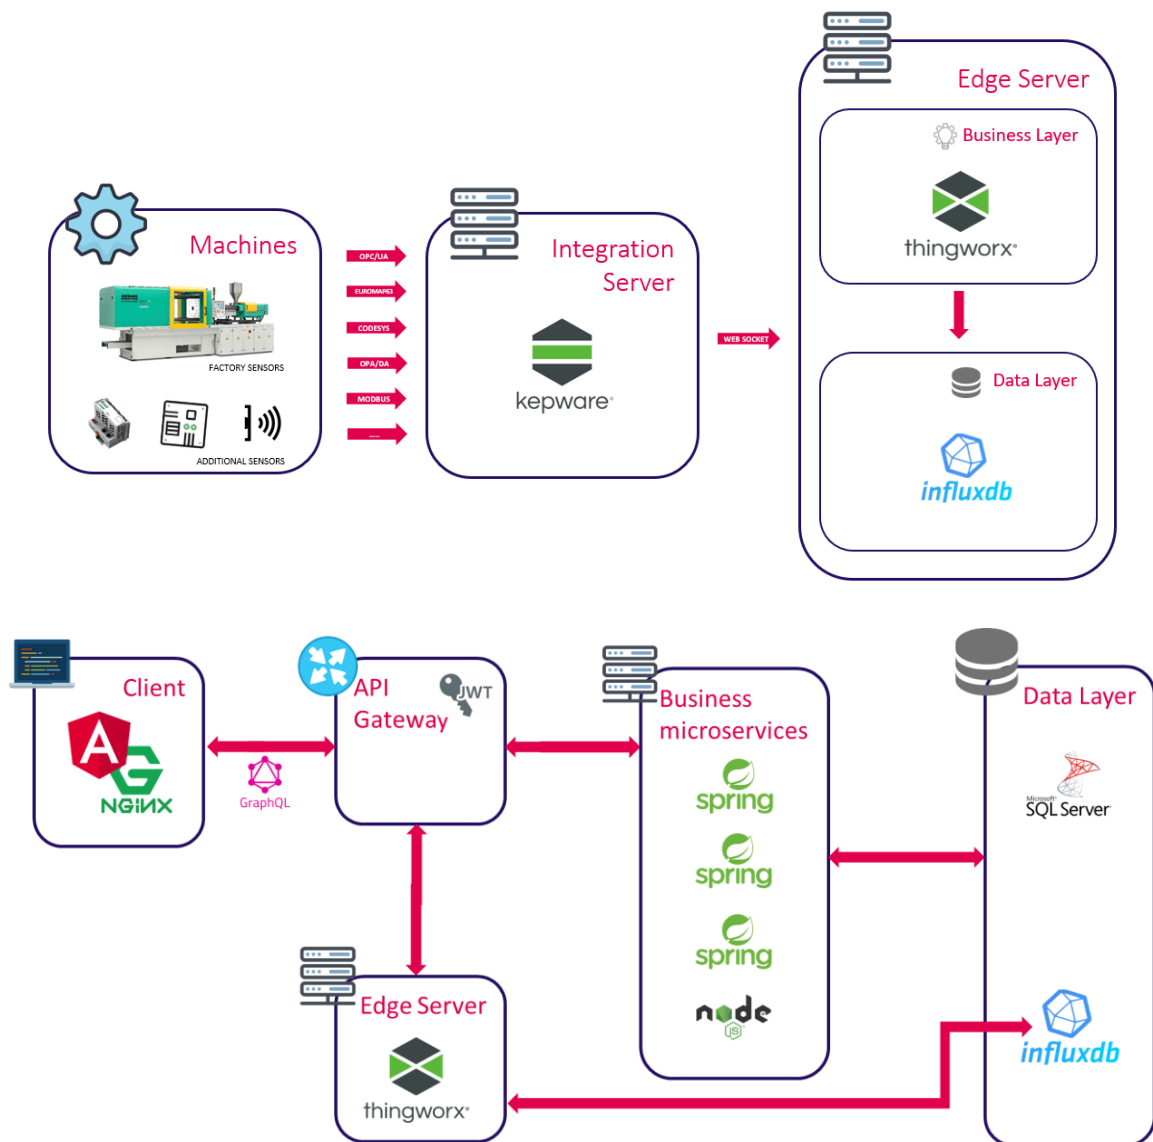 Edge Server
Business Layer
thingworx®
Machines
FACTORY SENSORS
ADDITIONAL SENSORS
OPC/UA
EUROMAP63
CODESYS
OPA/DA
MODBUS
.....
Integration
Server
kepware®
WEB SOCKET
Data Layer
influxdb
Client
NGINX
GraphQL
API
Gateway
JWT
Business
microservices
spring
spring
spring
node
JS
Data Layer
Microsoft®
SQL Server®
influxdb
Edge Server
thingworx®